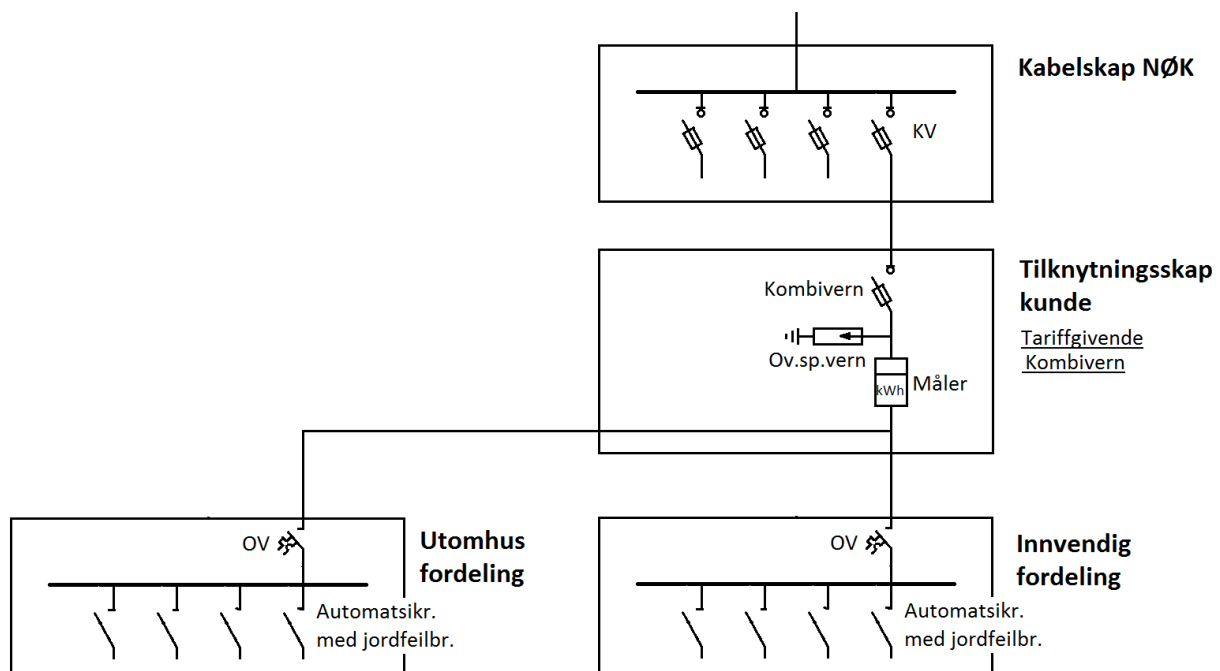 Kabelskap NØK
KV
Tilknytningsskap
kunde
Kombivern
Tariffgivende
Kombivern
Ov.sp.vern
kWh
Måler
OV
Utomhus
fordeling
OV
Innvendig
fordeling
Automatsikr.
med jordfeilbr.
Automatsikr.
med jordfeilbr.